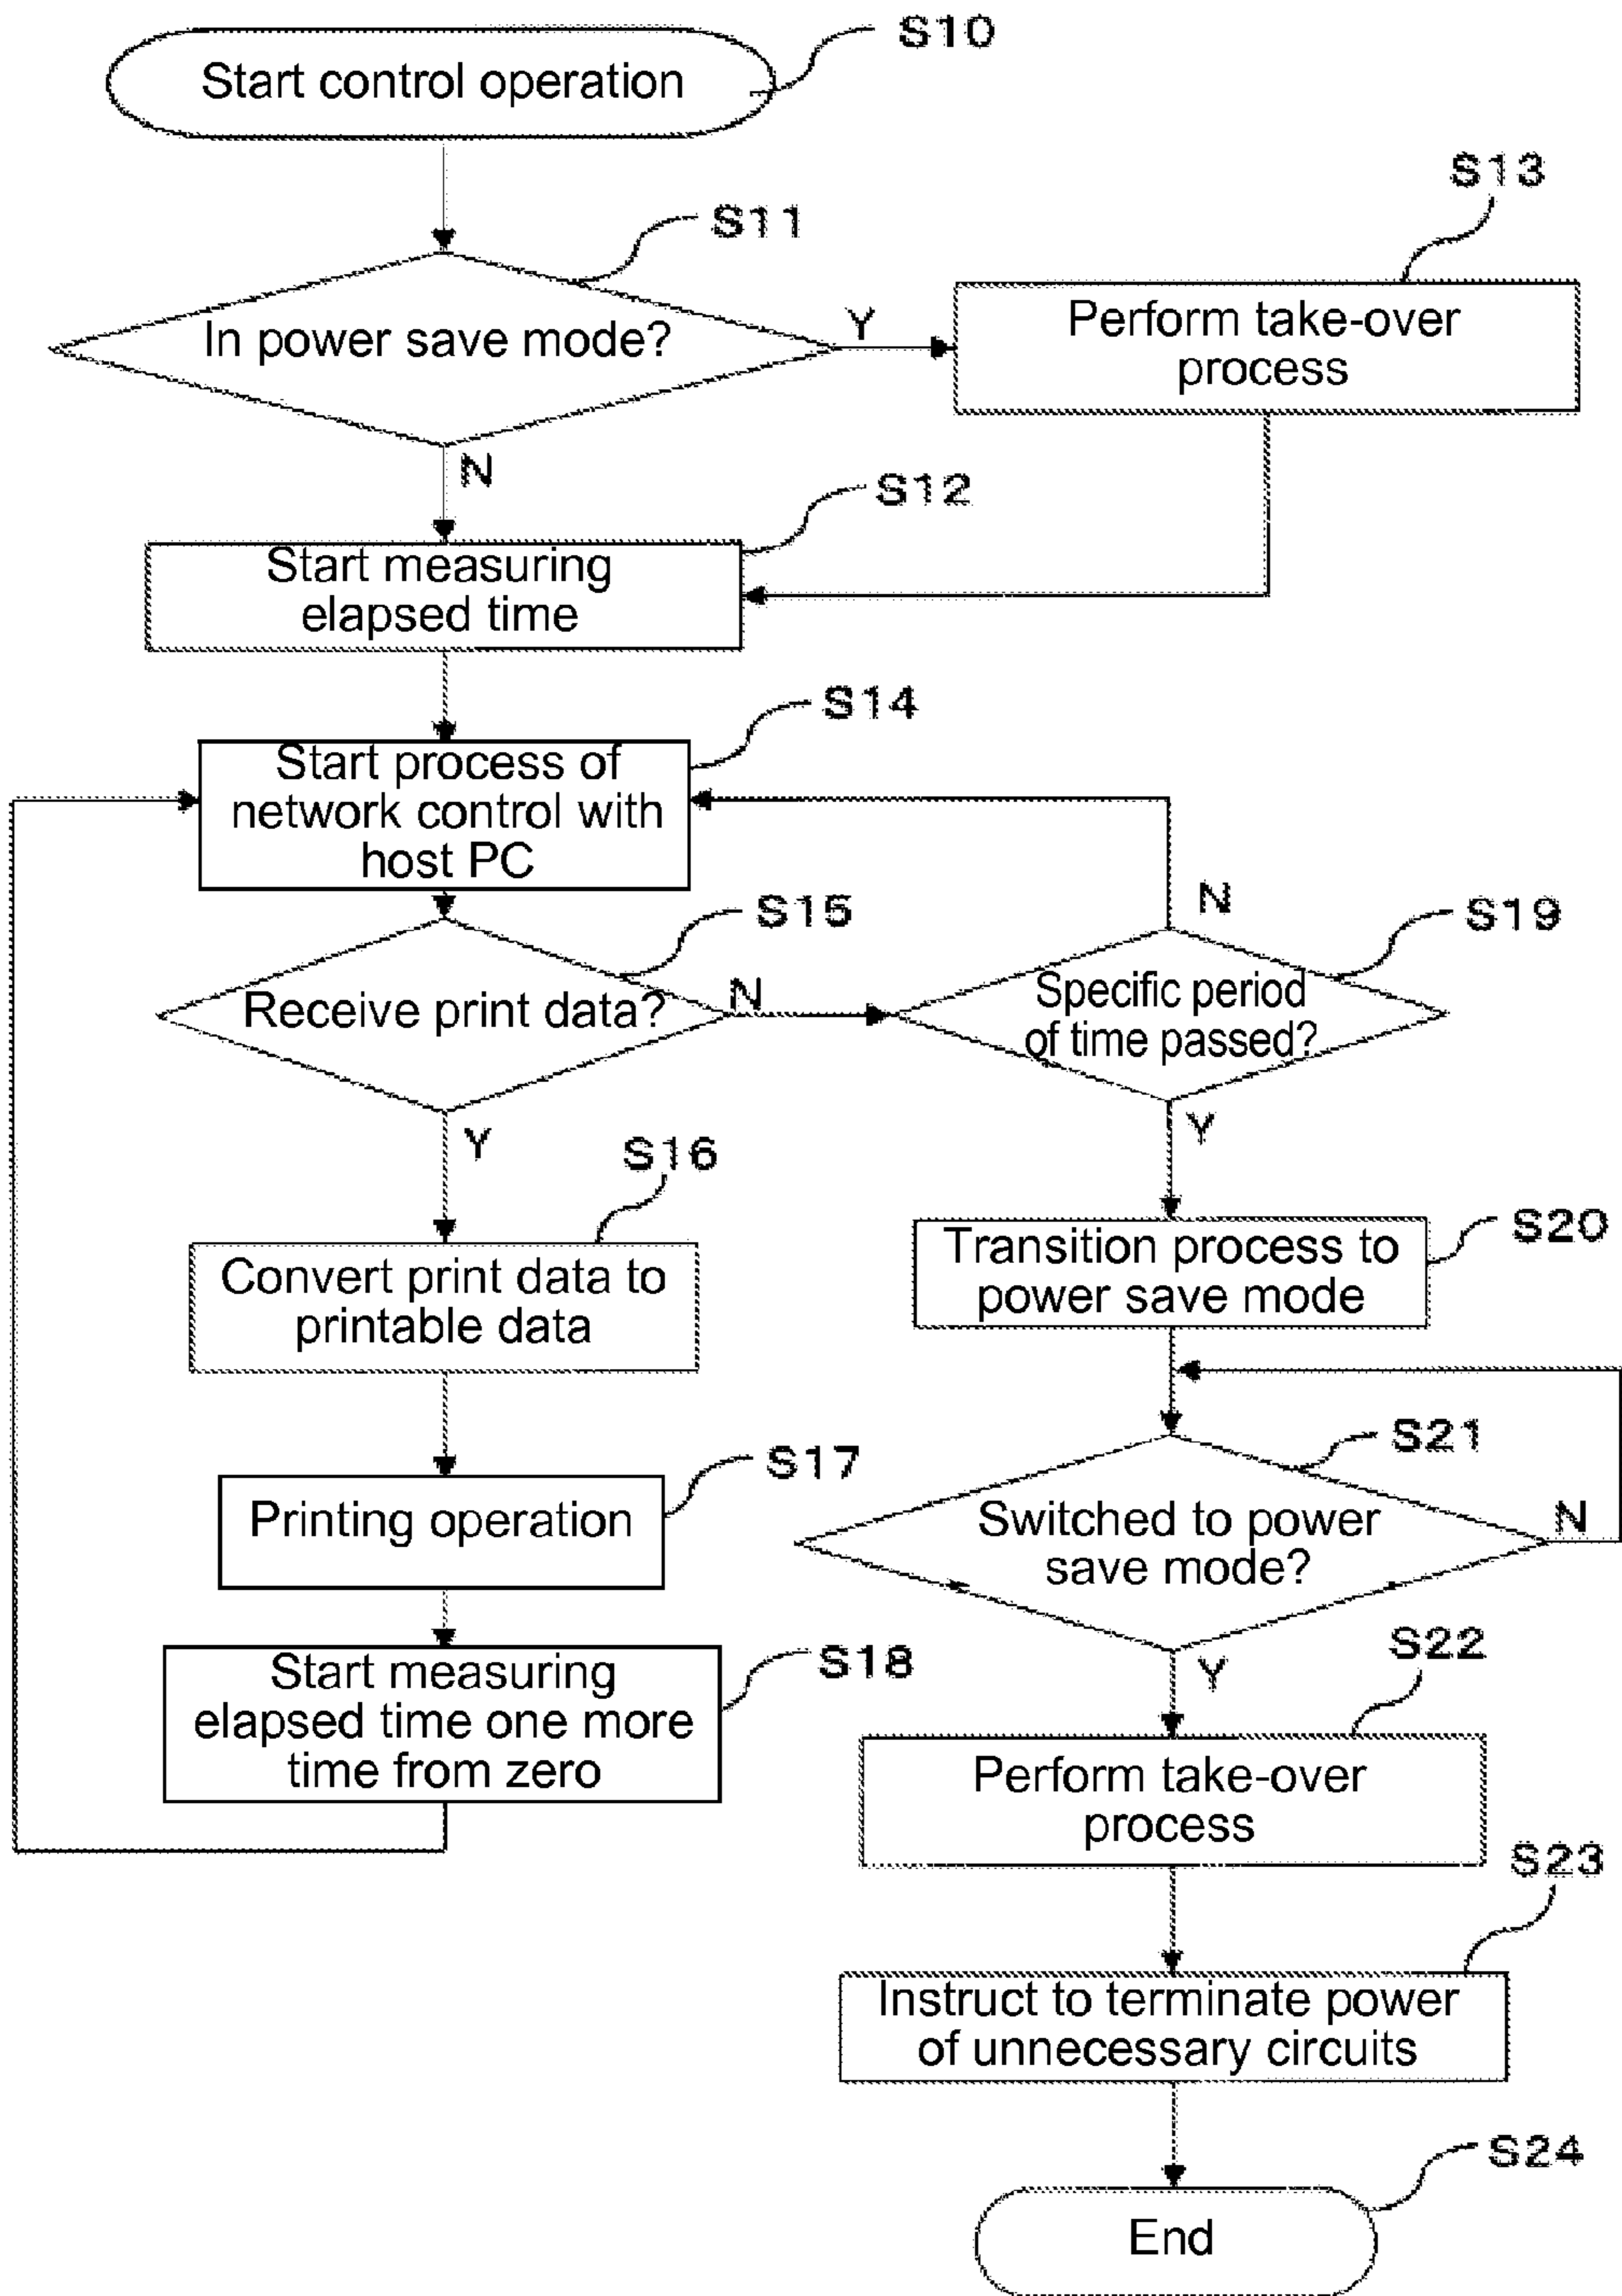 S10
Start control operation
S11
S13
In power save mode?
Y
Perform take-over
process
N
S12
Start measuring
elapsed time
S14
Start process of
network control with
host PC
S15
N
S19
Receive print data?
N
Specific period
of time passed?
Y
Y
S16
Convert print data to
printable data
S20
Transition process to
power save mode
S17
Printing operation
S21
Switched to power
save mode?
N
S18
Start measuring
elapsed time one more
time from zero
Y
S22
Perform take-over
process
S23
Instruct to terminate power
of unnecessary circuits
S24
End